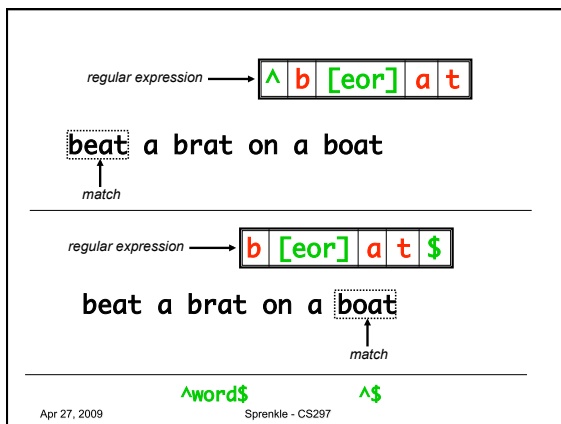 regular expression ^ b [eor] a t
beat a brat on a boat
match
regular expression b [eor] a t $
beat a brat on a boat
match
^word$ ^$
Apr 27, 2009 Sprenkle - CS297